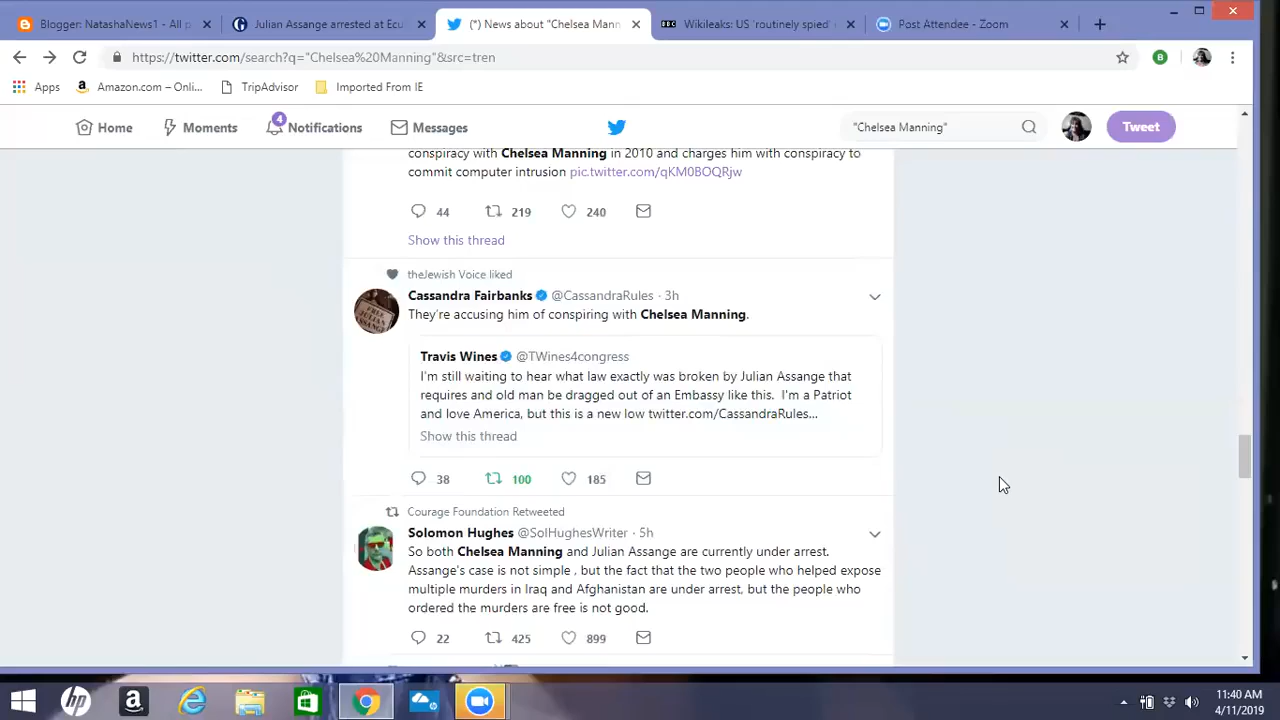 Blogger: NatashaNews1 - All p
Julian Assange arrested at Ecu
(*) News about "Chelsea Mann
BBC Wikileaks: US 'routinely spied'
Post Attendee - Zoom
https://twitter.com/search?q="Chelsea%20Manning"&src=tren
B
Apps
Amazon.com – Onli...
TripAdvisor
Imported From IE
Home
Moments
4
Notifications
Messages
"Chelsea Manning"
Tweet
conspiracy with Chelsea Manning in 2010 and charges him with conspiracy to
commit computer intrusion pic.twitter.com/qKM0BOQRjw
44 219 240
Show this thread
theJewish Voice liked
Cassandra Fairbanks @CassandraRules · 3h
They're accusing him of conspiring with Chelsea Manning.
Travis Wines @TWines4congress
I'm still waiting to hear what law exactly was broken by Julian Assange that
requires and old man be dragged out of an Embassy like this. I'm a Patriot
and love America, but this is a new low twitter.com/CassandraRules...
Show this thread
38 100 185
Courage Foundation Retweeted
Solomon Hughes @SolHughesWriter · 5h
So both Chelsea Manning and Julian Assange are currently under arrest.
Assange's case is not simple , but the fact that the two people who helped expose
multiple murders in Iraq and Afghanistan are under arrest, but the people who
ordered the murders are free is not good.
22 425 899
hp
a
11:40 AM
4/11/2019